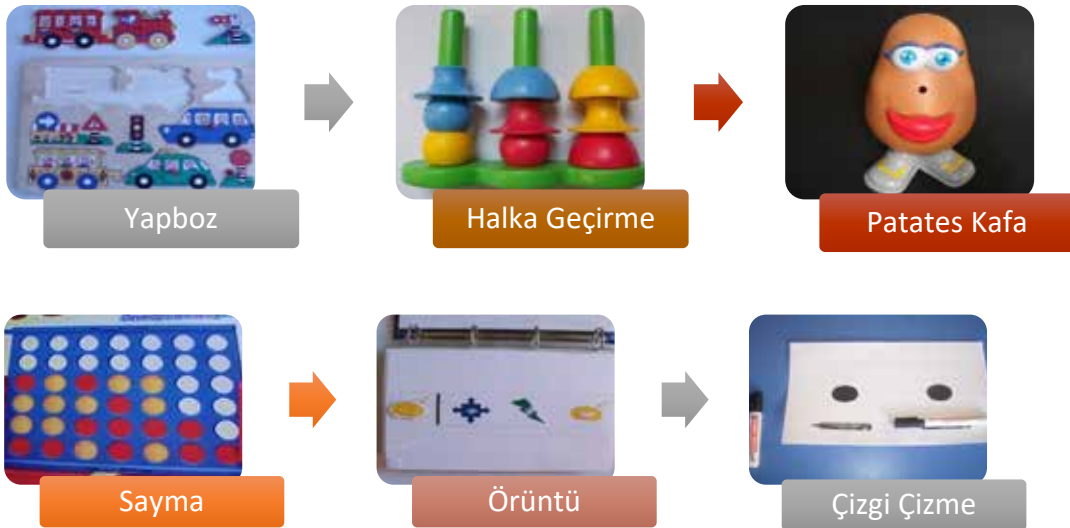 Yapboz
Halka Geçirme
Patates Kafa
Sayma
Örüntü
Çizgi Çizme